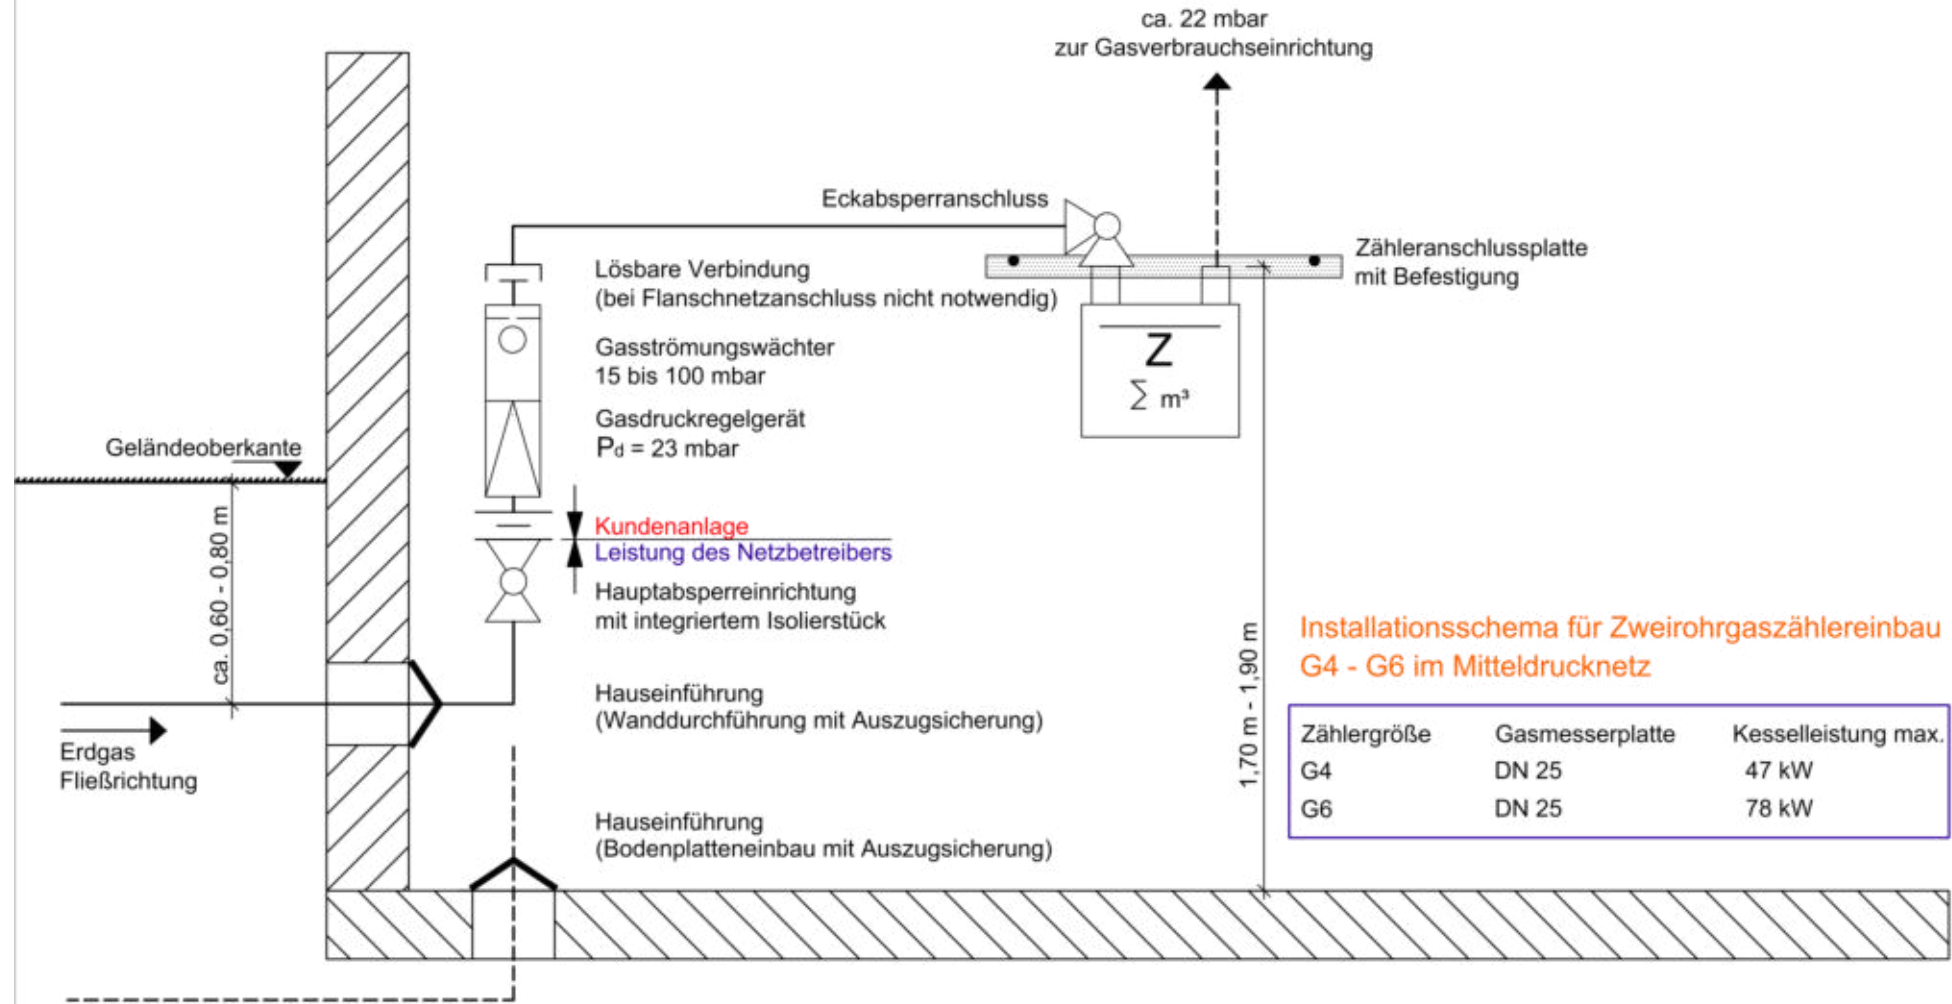 ca. 22 mbar
zur Gasverbrauchseinrichtung
Eckabsperranschluss
Zähleranschlussplatte
mit Befestigung
Lösbare Verbindung
(bei Flanschnetzanschluss nicht notwendig)
Gasströmungswächter
15 bis 100 mbar
Z
∑ m³
Gasdruckregelgerät
Pd = 23 mbar
Geländeoberkante
ca. 0,60 - 0,80 m
Kundenanlage
Leistung des Netzbetreibers
Hauptabsperreinrichtung
mit integriertem Isolierstück
1,70 m - 1,90 m
Installationsschema für Zweirohrgaszählereinbau
G4 - G6 im Mitteldrucknetz
Hauseinführung
(Wanddurchführung mit Auszugsicherung)
Erdgas
Fließrichtung
Zählergröße Gasmesserplatte Kesselleistung max.
G4 DN 25 47 kW
G6 DN 25 78 kW
Hauseinführung
(Bodenplatteneinbau mit Auszugsicherung)